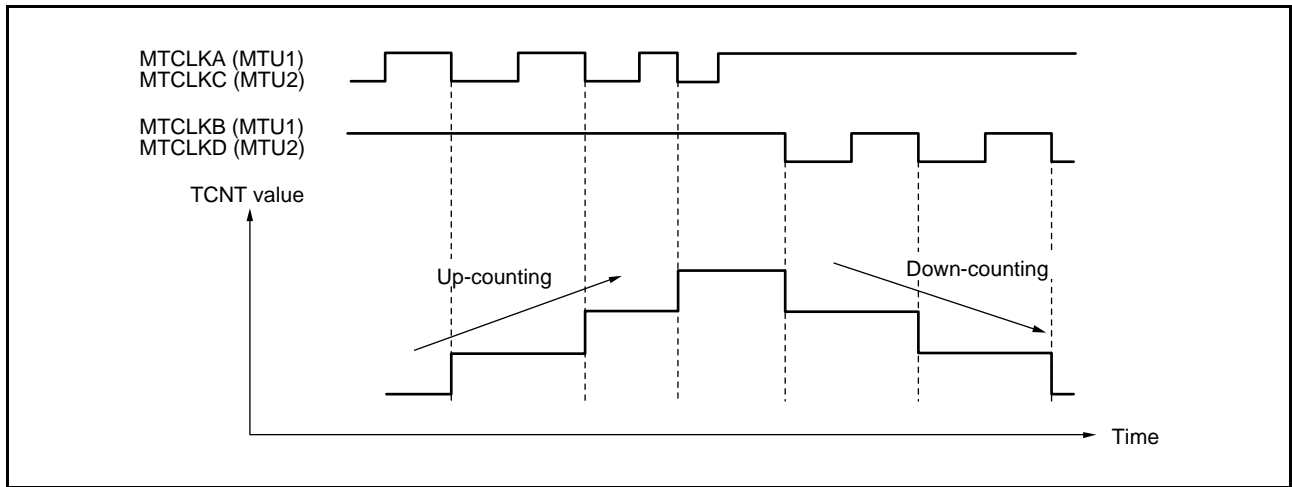 MTCLKA (MTU1)
MTCLKC (MTU2)
MTCLKB (MTU1)
MTCLKD (MTU2)
TCNT value
Up-counting
Down-counting
Time